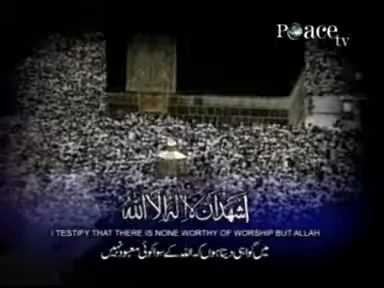 Peace
tv
اشهد ان لا اله الا الله
I TESTIFY THAT THERE IS NONE WORTHY OF WORSHIP BUT ALLAH
میں گواہی دیتا ہوں کہ اللہ کے سوا کوئی معبود نہیں